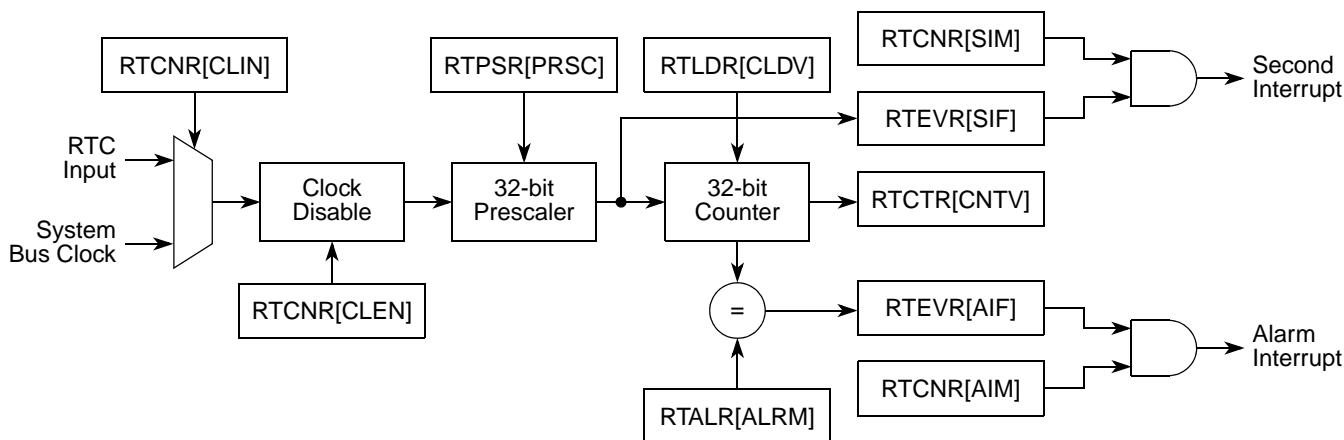 RTCNR[CLIN]
RTPSR[PRSC]
RTLDR[CLDV]
RTCNR[SIM]
Second
Interrupt
RTEVR[SIF]
RTC
Input
Clock
Disable
32-bit
Prescaler
32-bit
Counter
RTCTR[CNTV]
System
Bus Clock
RTCNR[CLEN]
=
RTEVR[AIF]
Alarm
Interrupt
RTCNR[AIM]
RTALR[ALRM]